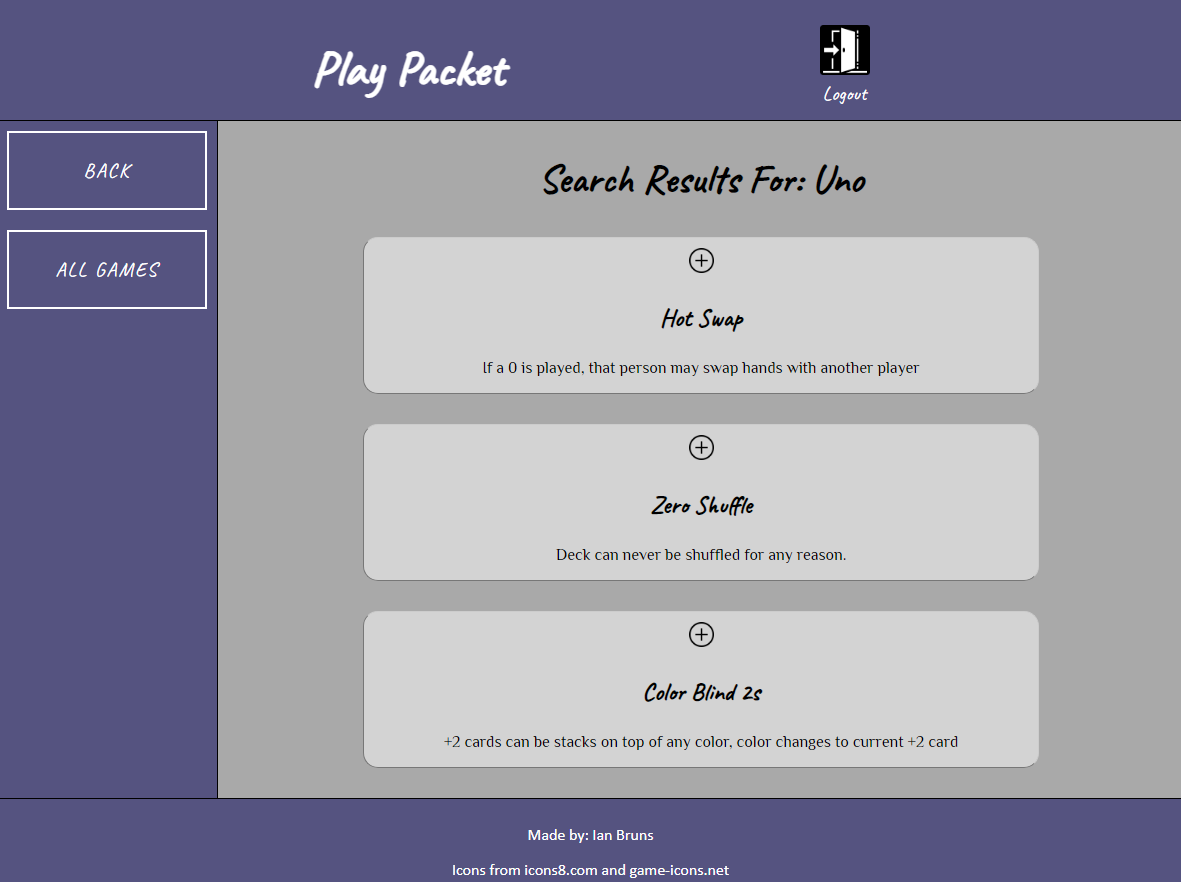 Play Packet
Logout
BACK
ALL GAMES
Search Results For: Uno
Hot Swap
If a 0 is played, that person may swap hands with another player
Zero Shuffle
Deck can never be shuffled for any reason.
Color Blind 2s
+2 cards can be stacks on top of any color, color changes to current +2 card
Made by: Ian Bruns
Icons from icons8.com and game-icons.net